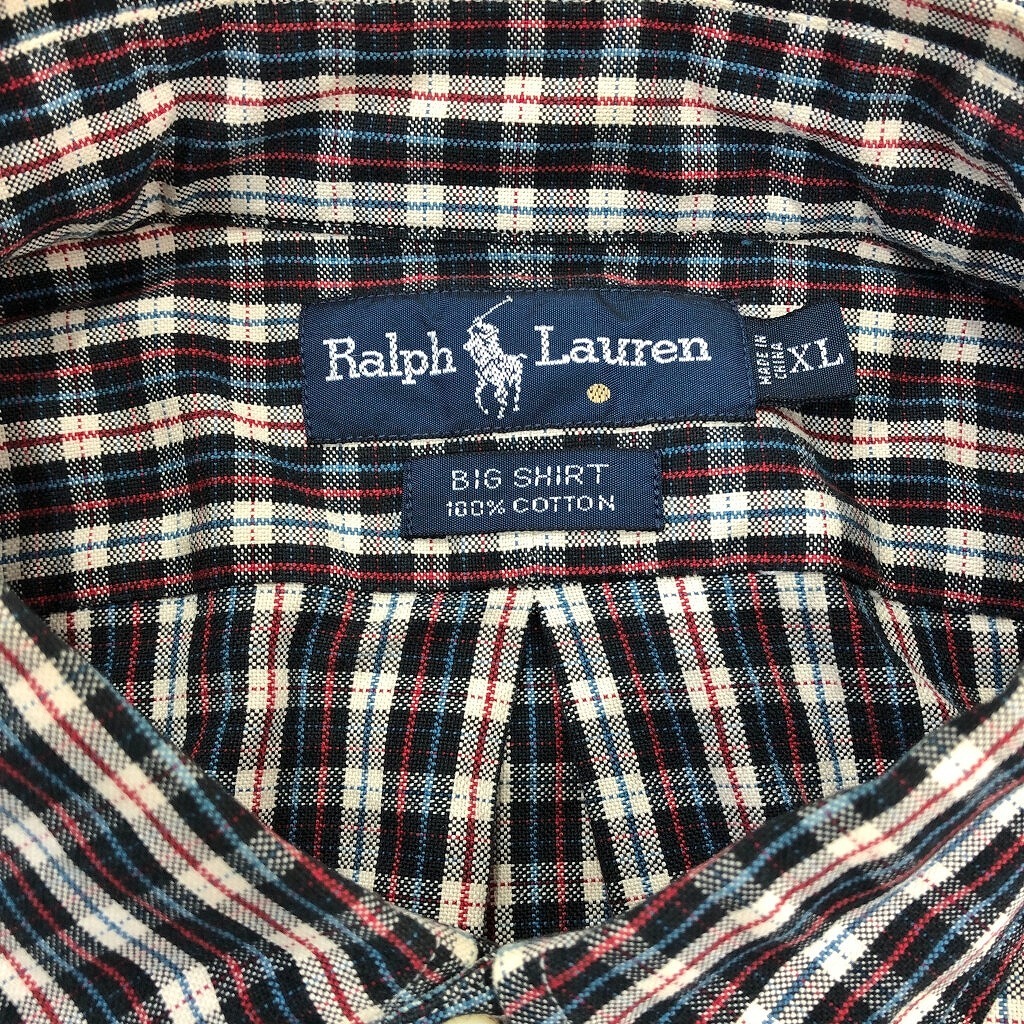 Ralph Lauren
MADE IN
CHINA
XL
BIG SHIRT
100% COTTON